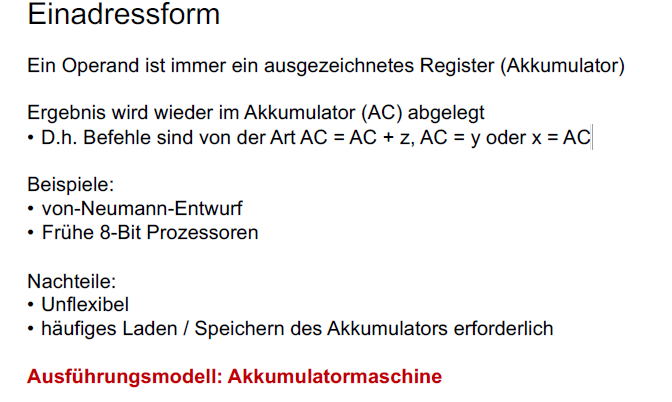 Einadressform
Ein Operand ist immer ein ausgezeichnetes Register (Akkumulator)
Ergebnis wird wieder im Akkumulator (AC) abgelegt
• D.h. Befehle sind von der Art AC = AC + z, AC = y oder x = AC
Beispiele:
• von-Neumann-Entwurf
• Frühe 8-Bit Prozessoren
Nachteile:
• Unflexibel
• häufiges Laden / Speichern des Akkumulators erforderlich
Ausführungsmodell: Akkumulatormaschine